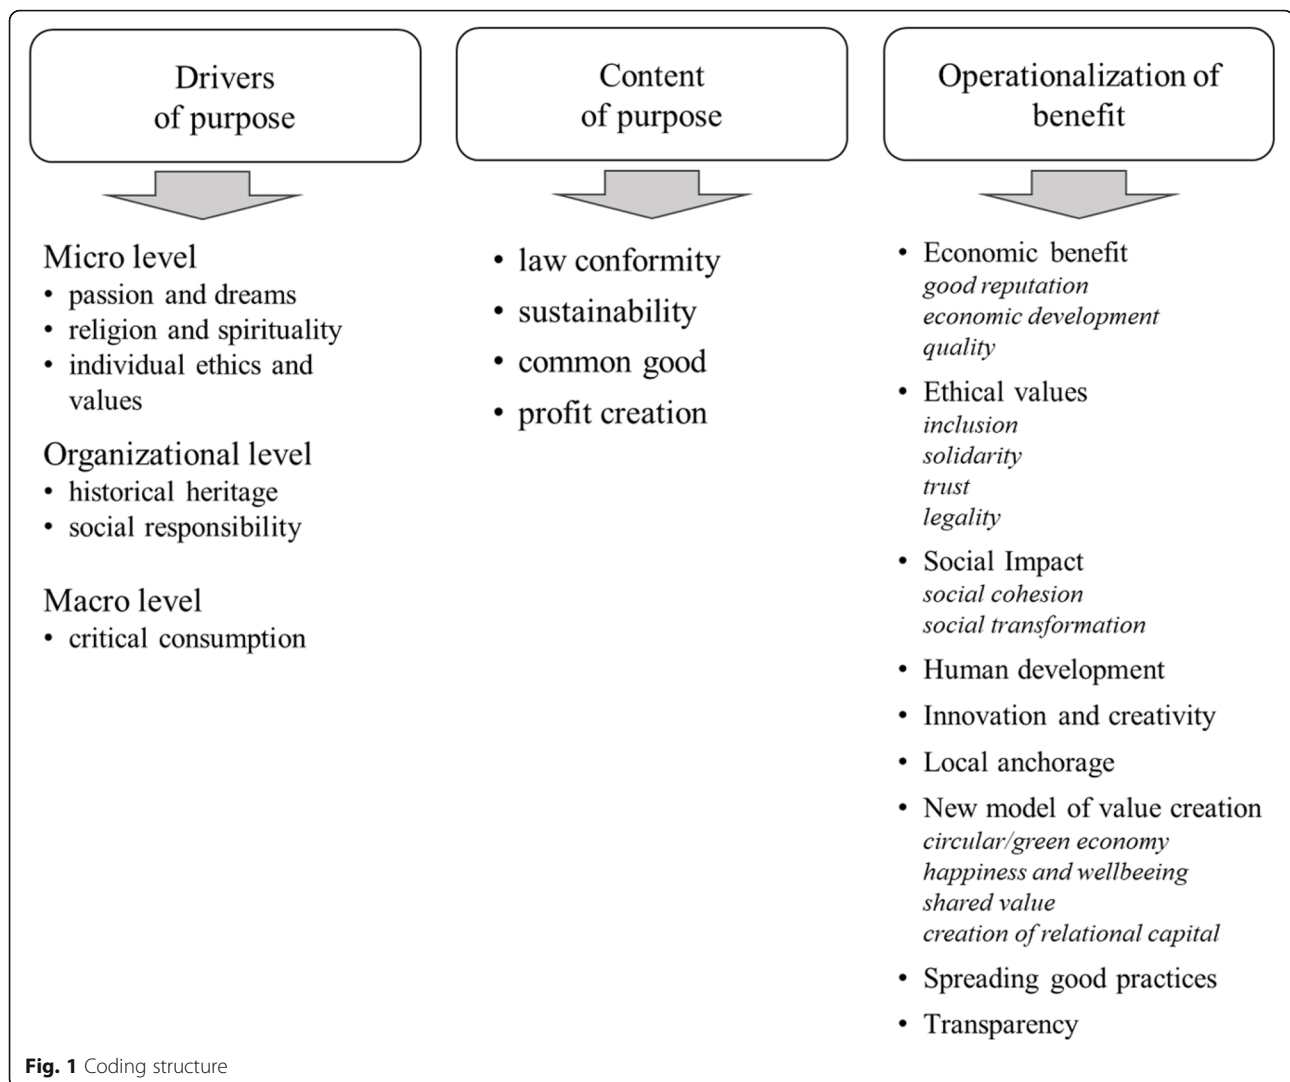 Drivers
of purpose
Micro level
• passion and dreams
• religion and spirituality
• individual ethics and
values
Organizational level
• historical heritage
• social responsibility
Macro level
• critical consumption
Content
of purpose
• law conformity
• sustainability
• common good
• profit creation
Operationalization of
benefit
• Economic benefit
good reputation
economic development
quality
• Ethical values
inclusion
solidarity
trust
legality
• Social Impact
social cohesion
social transformation
• Human development
• Innovation and creativity
• Local anchorage
• New model of value creation
circular/green economy
happiness and wellbeeing
shared value
creation of relational capital
• Spreading good practices
• Transparency
Fig. 1 Coding structure